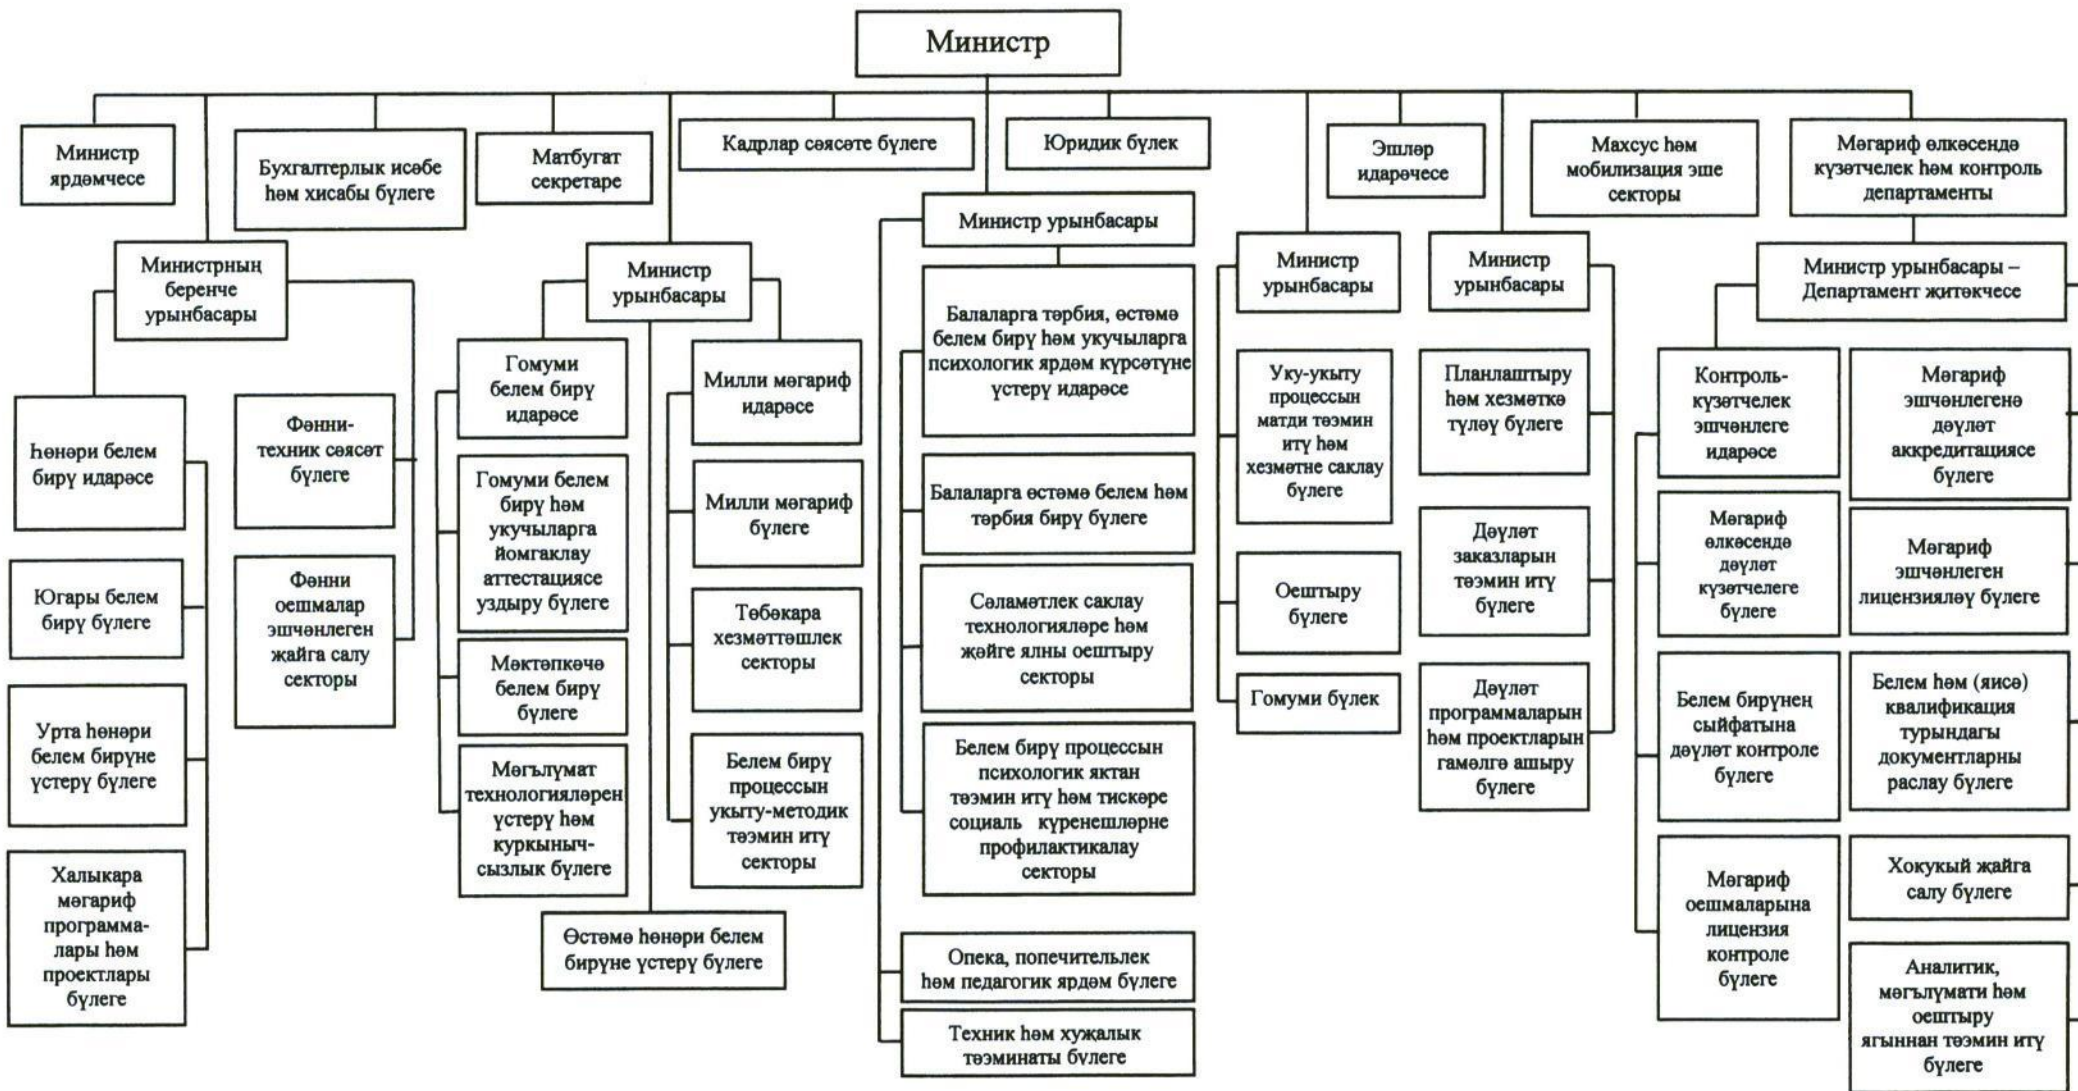 Министр
Министр
ярдәмчесе
Бухгалтерлык исәбе
һәм хисабы бүлеге
Матбугат
секретаре
Кадрлар сәясәте бүлеге
Юридик бүлек
Эшләр
идарәчесе
Махсус һәм
мобилизация эше
секторы
Мәгариф өлкәсендә
күзәтчелек һәм контроль
департаменты
Министрның
беренче
урынбасары
Министр
урынбасары
Министр урынбасары
Министр
урынбасары
Министр
урынбасары
Министр урынбасары –
Департамент җитәкчесе
Һөнәри белем
бирү идарәсе
Югары белем
бирү бүлеге
Урта һөнәри
белем бирүне
үстерү бүлеге
Халыкара
мәгариф
программа-
лары һәм
проектлары
бүлеге
Фәнни-
техник сәясәт
бүлеге
Фәнни
оешмалар
эшчәнлеген
җайга салу
секторы
Гомуми
белем бирү
идарәсе
Гомуми белем
бирү һәм
укучыларга
йомгаклау
аттестациясе
уздыру бүлеге
Мәктәпкәчә
белем бирү
бүлеге
Мәгълүмат
технологияләрен
үстерү һәм
куркыныч-
сызлык бүлеге
Милли мәгариф
идарәсе
Милли мәгариф
бүлеге
Төбәкара
хезмәттәшлек
секторы
Белем бирү
процессын
укыту-методик
тәэмин итү
секторы
Өстәмә һөнәри белем
бирүне үстерү бүлеге
Балаларга тәрбия, өстәмә
белем бирү һәм укучыларга
психологик ярдәм күрсәтүне
үстерү идарәсе
Балаларга өстәмә белем һәм
тәрбия бирү бүлеге
Сәламәтлек саклау
технологияләре һәм
җәйге ялны оештыру
секторы
Белем бирү процессын
психологик яктан
тәэмин итү һәм тискәре
социаль күренешләрне
профилактикалау
секторы
Опека, попечительлек
һәм педагогик ярдәм бүлеге
Техник һәм хуҗалык
тәэминаты бүлеге
Уку-укыту
процессын
матди тәэмин
итү һәм
хезмәтне саклау
бүлеге
Оештыру
бүлеге
Гомуми бүлек
Планлаштыру
һәм хезмәткә
түләү бүлеге
Дәүләт
заказларын
тәэмин итү
бүлеге
Дәүләт
программаларын
һәм проектларын
гамәлгә ашыру
бүлеге
Контроль-
күзәтчелек
эшчәнлеге
идарәсе
Мәгариф
өлкәсендә
дәүләт
күзәтчелеге
бүлеге
Белем бирүнең
сыйфатына
дәүләт контроле
бүлеге
Мәгариф
оешмаларына
лицензия
контроле
бүлеге
Мәгариф
эшчәнлегенә
дәүләт
аккредитациясе
бүлеге
Мәгариф
эшчәнлеген
лицензияләү бүлеге
Белем һәм (яисә)
квалификация
турындагы
документларны
раслау бүлеге
Хокукый җайга
салу бүлеге
Аналитик,
мәгълүмати һәм
оештыру
ягыннан тәэмин итү
бүлеге